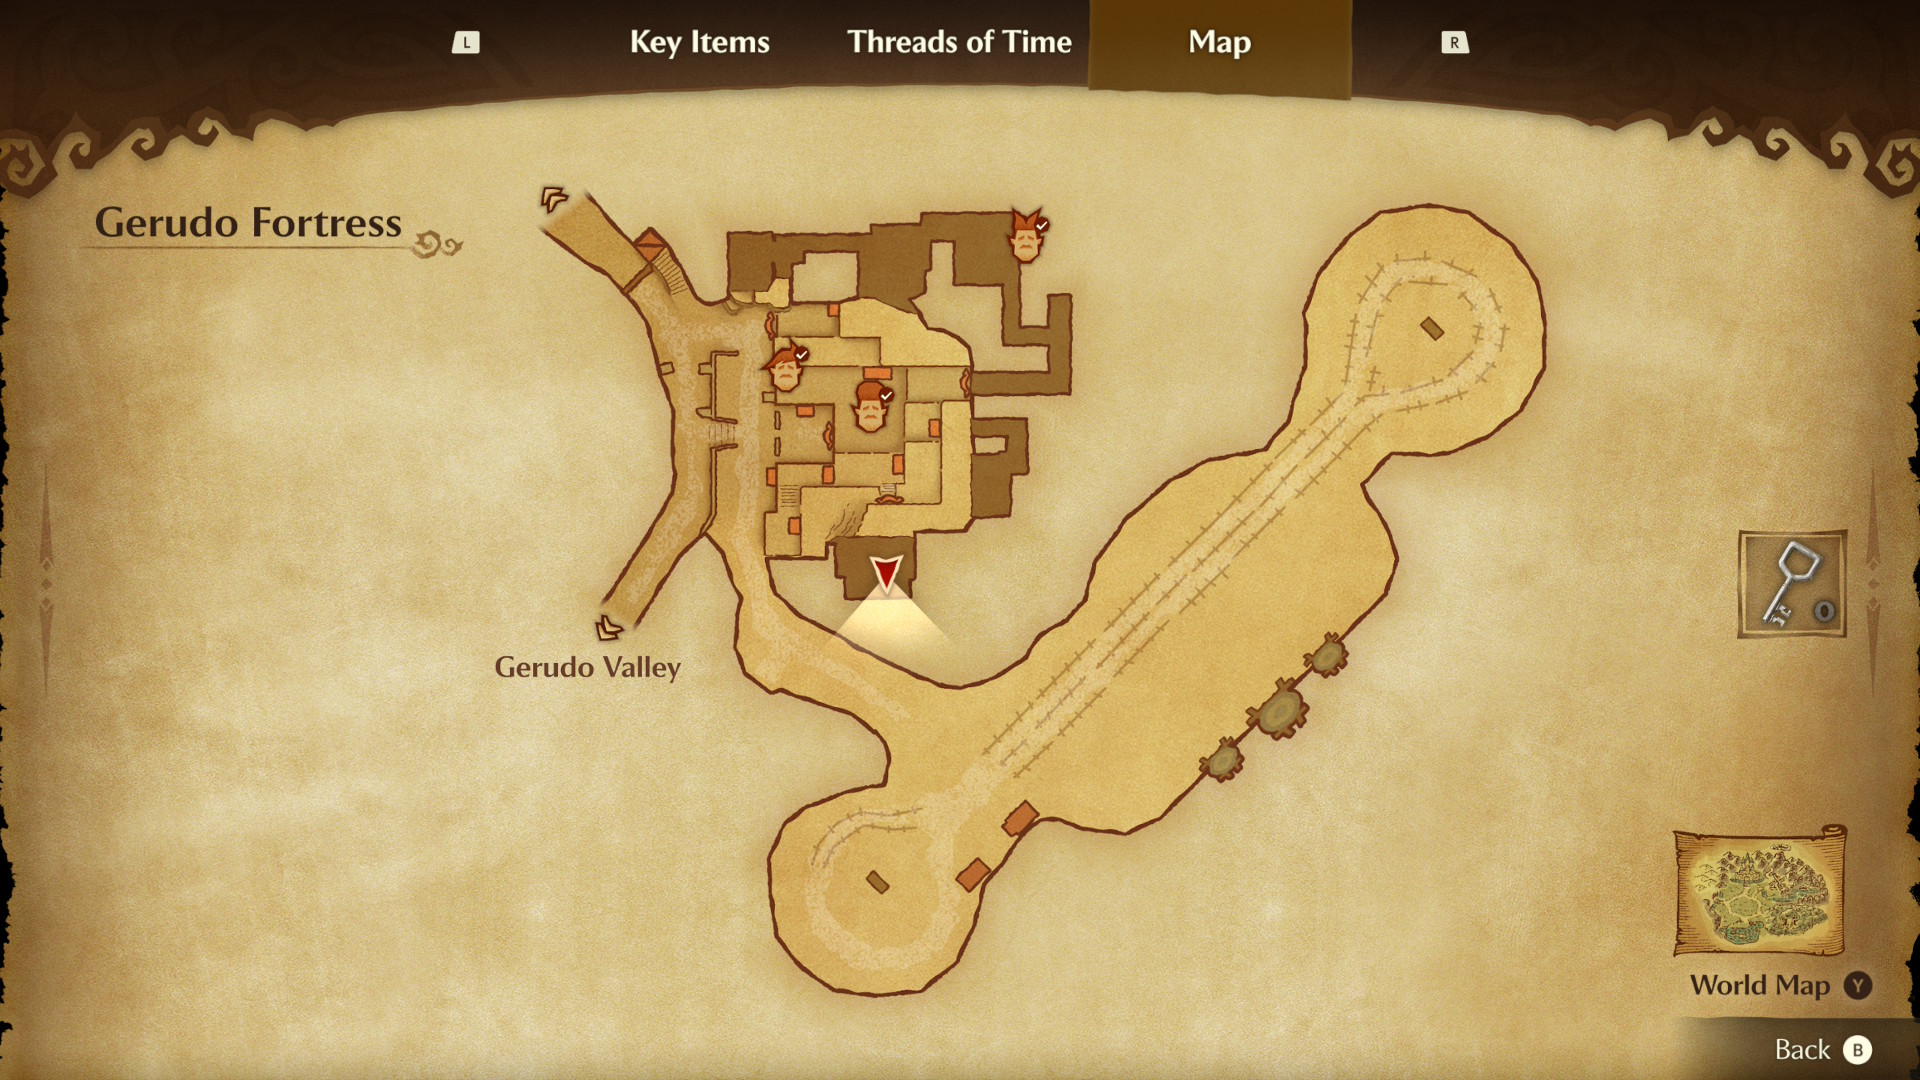 L Key Items Threads of Time Map R
Gerudo Fortress
Gerudo Valley
0
World Map Y
Back B